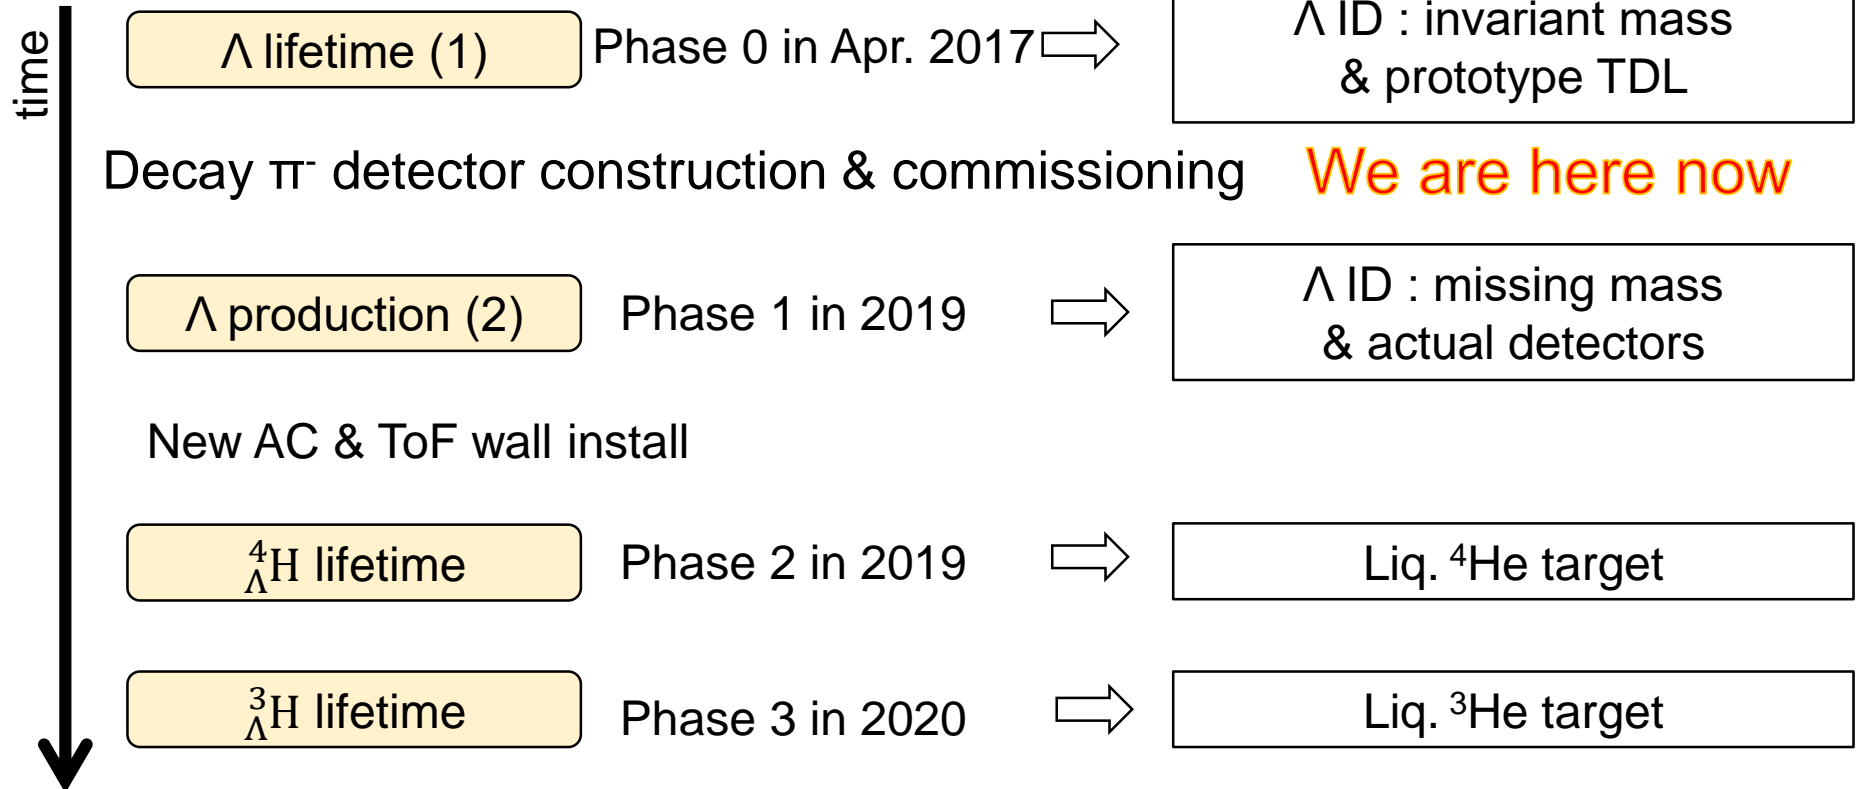 time
Λ lifetime (1) Phase 0 in Apr. 2017 Λ ID : invariant mass
& prototype TDL
Decay π- detector construction & commissioning We are here now
Λ production (2) Phase 1 in 2019 Λ ID : missing mass
& actual detectors
New AC & ToF wall install
⁴ΛH lifetime Phase 2 in 2019 Liq. ⁴He target
³ΛH lifetime Phase 3 in 2020 Liq. ³He target